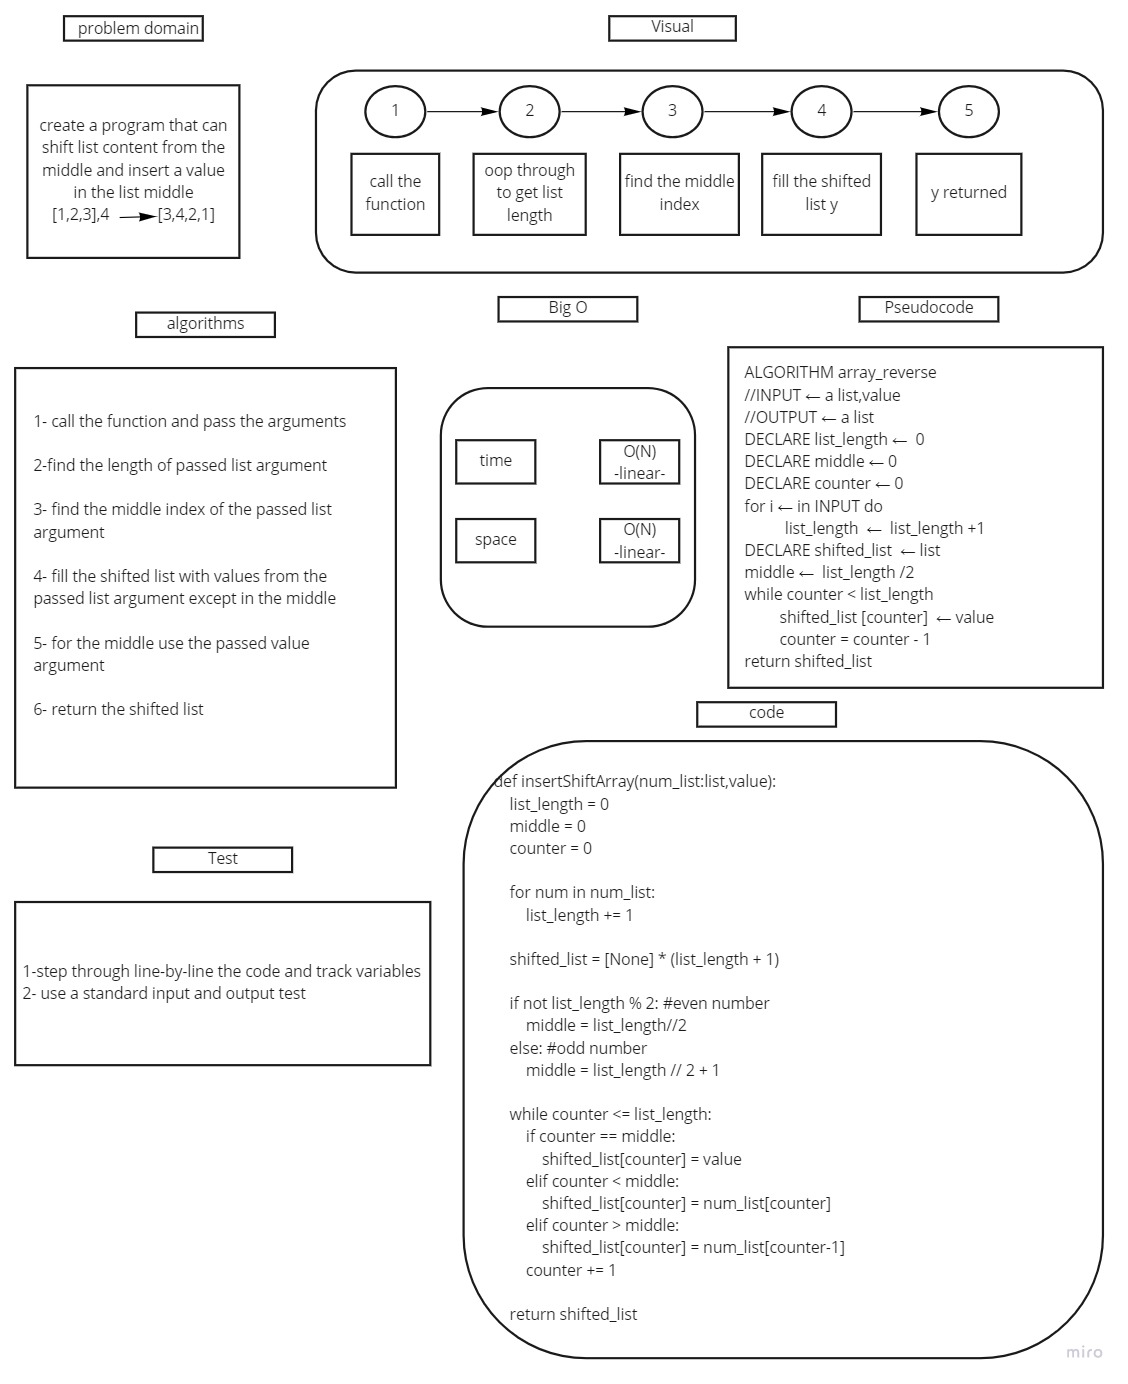 problem domain
Visual
create a program that can
shift list content from the
middle and insert a value
in the list middle
[1,2,3],4 → [3,4,2,1]
1
2
3
4
5
call the
function
oop through
to get list
length
find the middle
index
fill the shifted
list y
y returned
algorithms
1- call the function and pass the arguments
2-find the length of passed list argument
3- find the middle index of the passed list
argument
4- fill the shifted list with values from the
passed list argument except in the middle
5- for the middle use the passed value
argument
6- return the shifted list
Big O
time
O(N)
-linear-
space
O(N)
-linear-
Pseudocode
ALGORITHM array_reverse
//INPUT ← a list,value
//OUTPUT ← a list
DECLARE list_length ← 0
DECLARE middle ← 0
DECLARE counter ← 0
for i ← in INPUT do
list_length ← list_length +1
DECLARE shifted_list ← list
middle ← list_length /2
while counter < list_length
shifted_list [counter] ← value
counter = counter - 1
return shifted_list
Test
1-step through line-by-line the code and track variables
2- use a standard input and output test
code
def insertShiftArray(num_list:list,value):
list_length = 0
middle = 0
counter = 0
for num in num_list:
list_length += 1
shifted_list = [None] * (list_length + 1)
if not list_length % 2: #even number
middle = list_length//2
else: #odd number
middle = list_length // 2 + 1
while counter <= list_length:
if counter == middle:
shifted_list[counter] = value
elif counter < middle:
shifted_list[counter] = num_list[counter]
elif counter > middle:
shifted_list[counter] = num_list[counter-1]
counter += 1
return shifted_list
miro